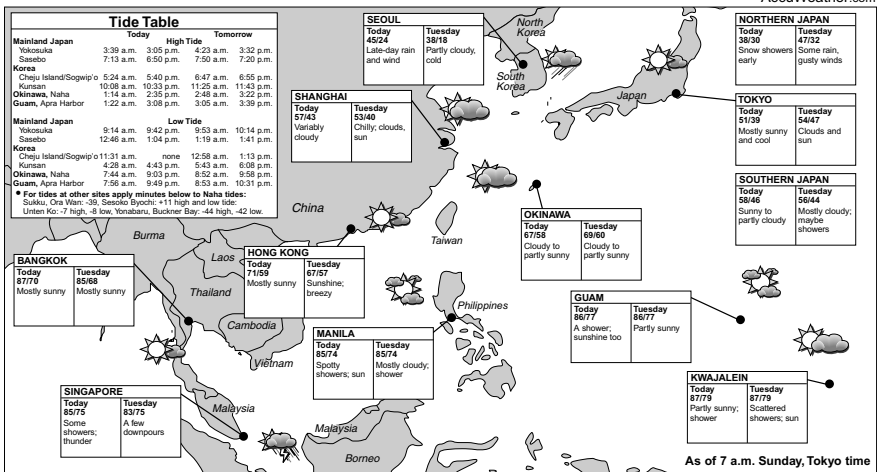 AccuWeather.com
Tide Table
Today Tomorrow
Mainland Japan High Tide
Yokosuka 3:39 a.m. 3:05 p.m. 4:23 a.m. 3:32 p.m.
Sasebo 7:13 a.m. 6:50 p.m. 7:50 a.m. 7:20 p.m.
Korea
Cheju Island/Sogwip'o 5:24 a.m. 5:40 p.m. 6:47 a.m. 6:55 p.m.
Kunsan 10:08 a.m. 10:33 p.m. 11:25 a.m. 11:43 p.m.
Okinawa, Naha 1:14 a.m. 2:35 p.m. 2:48 a.m. 3:22 p.m.
Guam, Apra Harbor 1:22 a.m. 3:08 p.m. 3:05 a.m. 3:39 p.m.
Mainland Japan Low Tide
Yokosuka 9:14 a.m. 9:42 p.m. 9:53 a.m. 10:14 p.m.
Sasebo 12:46 a.m. 1:04 p.m. 1:19 a.m. 1:41 p.m.
Korea
Cheju Island/Sogwip'o 11:31 a.m. none 12:58 a.m. 1:13 p.m.
Kunsan 4:28 a.m. 4:43 p.m. 5:43 a.m. 6:08 p.m.
Okinawa, Naha 7:44 a.m. 9:03 p.m. 8:52 a.m. 9:58 p.m.
Guam, Apra Harbor 7:56 a.m. 9:49 p.m. 8:53 a.m. 10:31 p.m.
• For tides at other sites apply minutes below to Naha tides:
Sukku, Ora Wan: -39, Sesoko Byochi: +11 high and low tide:
Unten Ko: -7 high, -8 low, Yonabaru, Buckner Bay: -44 high, -42 low.
SEOUL
Today Tuesday
45/24 38/18
Late-day rain Partly cloudy,
and wind cold
North
Korea
South
Korea
Japan
NORTHERN JAPAN
Today Tuesday
38/30 47/32
Snow showers Some rain,
early gusty winds
SHANGHAI
Today Tuesday
57/43 53/40
Variably Chilly; clouds,
cloudy sun
TOKYO
Today Tuesday
51/39 54/47
Mostly sunny Clouds and
and cool sun
SOUTHERN JAPAN
Today Tuesday
58/46 56/44
Sunny to Mostly cloudy;
partly cloudy maybe
showers
China
Taiwan
OKINAWA
Today Tuesday
67/58 69/60
Cloudy to Cloudy to
partly sunny partly sunny
Burma
Laos
Thailand
Cambodia
Vietnam
BANGKOK
Today Tuesday
87/70 85/68
Mostly sunny Mostly sunny
HONG KONG
Today Tuesday
71/59 67/57
Mostly sunny Sunshine;
breezy
Philippines
GUAM
Today Tuesday
86/77 86/77
A shower; Partly sunny
sunshine too
MANILA
Today Tuesday
85/74 85/74
Spotty Mostly cloudy;
showers; sun shower
KWAJALEIN
Today Tuesday
87/79 87/79
Partly sunny; Scattered
shower showers; sun
SINGAPORE
Today Tuesday
85/75 83/75
Some A few
showers; downpours
thunder
Malaysia
Malaysia
Borneo
As of 7 a.m. Sunday, Tokyo time